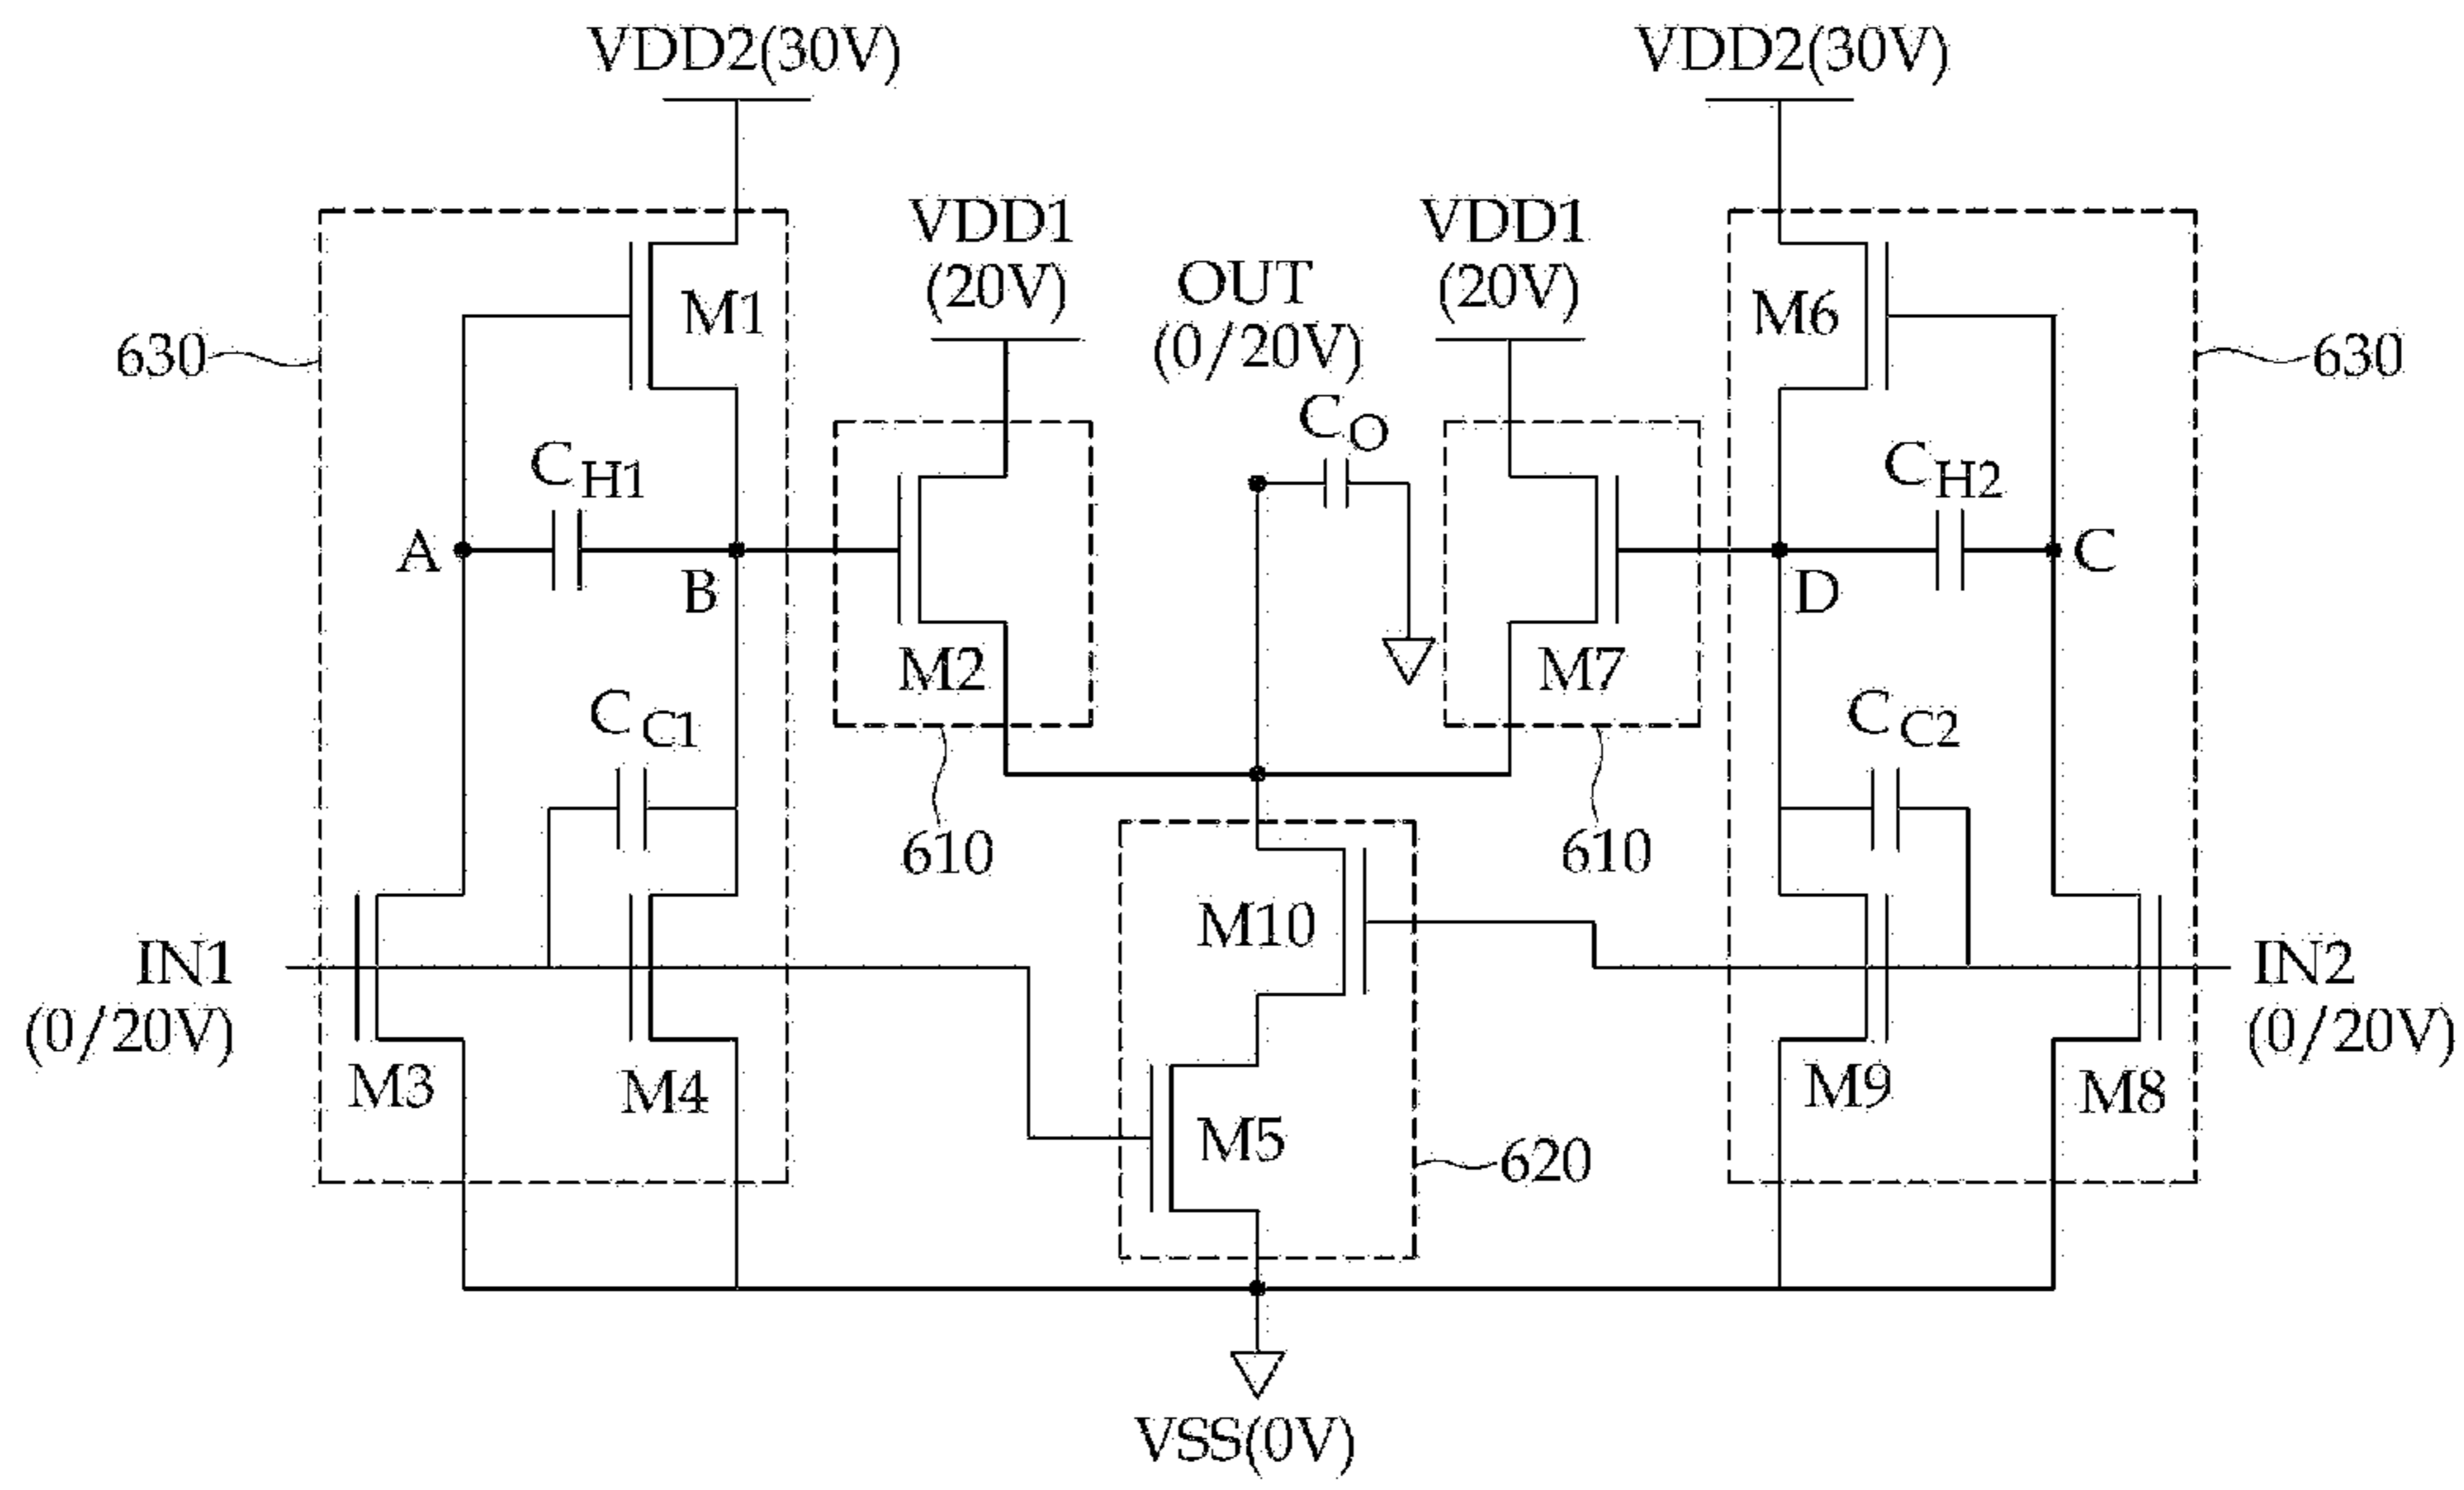 VDD2(30V)
VDD2(30V)
VDD1
(20V)
VDD1
(20V)
OUT
(0/20V)
M1
M6
630
630
CO
CH1
CH2
A
B
D
C
M2
M7
CC1
CC2
610
610
M10
IN1
(0/20V)
IN2
(0/20V)
M3
M4
M9
M8
M5
620
VSS(0V)